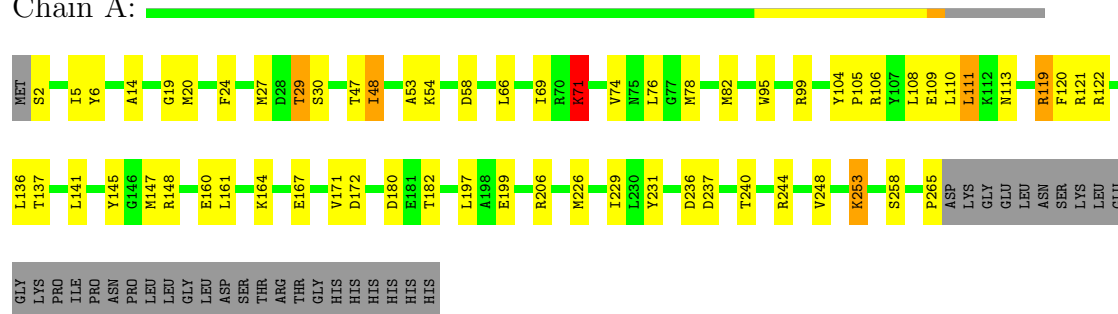 Chain A:
MET S2 I5 Y6 A14 G19 M20 F24 M27 D28 T29 S30 T47 I48 A53 K54 D58 L66 I69 R70 K71 V74 N75 L76 G77 M78 M82 W95 R99 Y104 P105 R106 Y107 L108 E109 L110 L111 K112 N113 R119 F120 R121 R122
L136 T137 L141 Y145 G146 M147 R148 E160 L161 K164 E167 V171 D172 D180 E181 T182 L197 A198 E199 R206 M226 I229 L230 Y231 D236 D237 T240 R244 V248 K253 S258 P265 ASP LYS GLY GLU LEU ASN SER LYS LEU GLU
GLY LYS PRO ILE PRO ASN PRO LEU LEU GLY LEU ASP SER THR ARG THR GLY HIS HIS HIS HIS HIS HIS